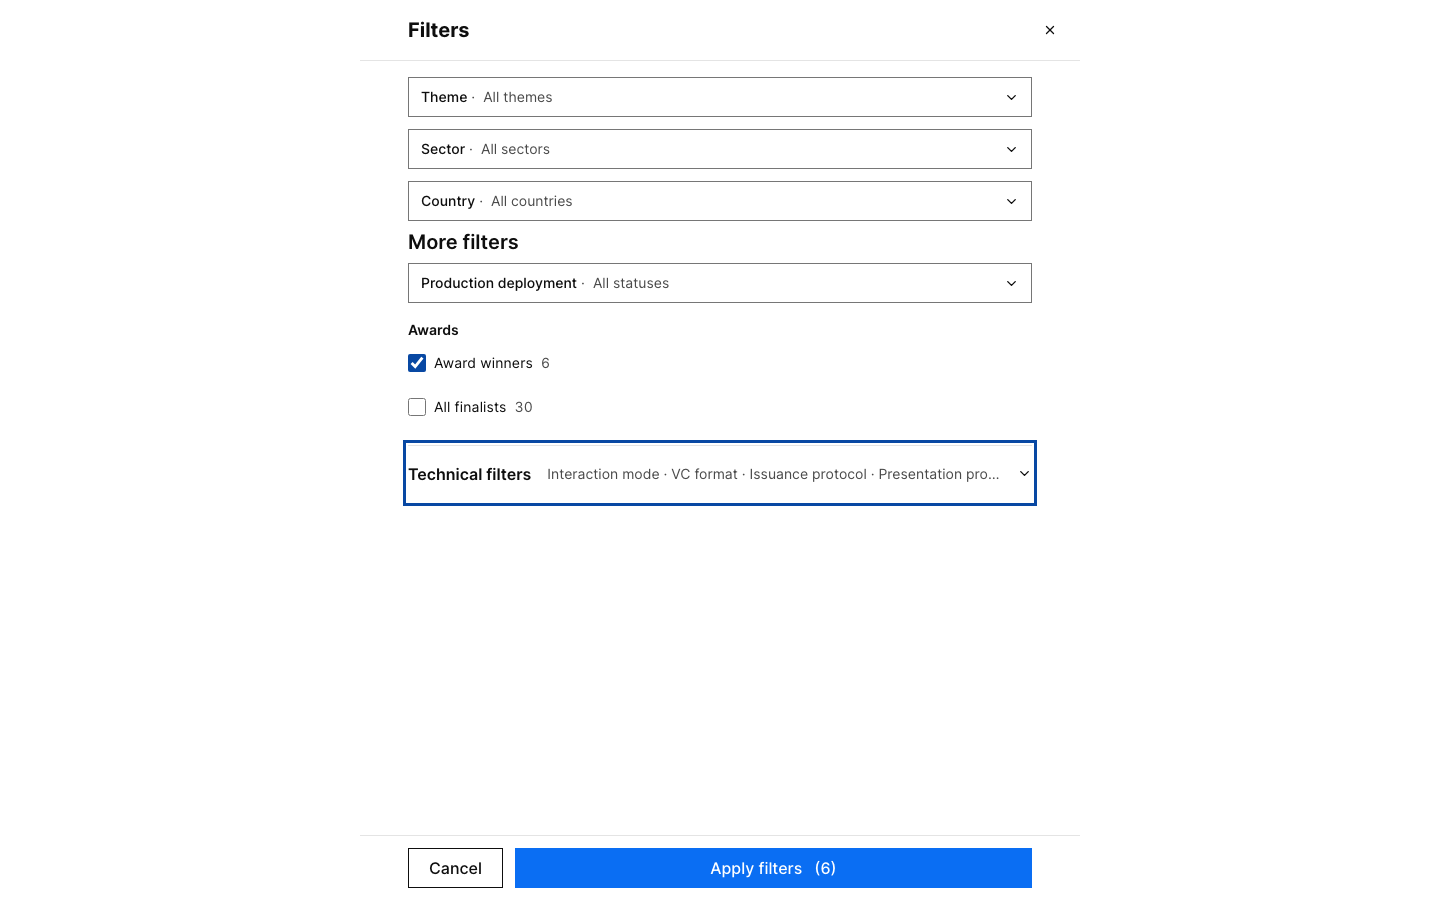 Filters
Theme · All themes
Sector · All sectors
Country · All countries
More filters
Production deployment · All statuses
Awards
Award winners 6
All finalists 30
Technical filters Interaction mode · VC format · Issuance protocol · Presentation pro...
Cancel
Apply filters (6)